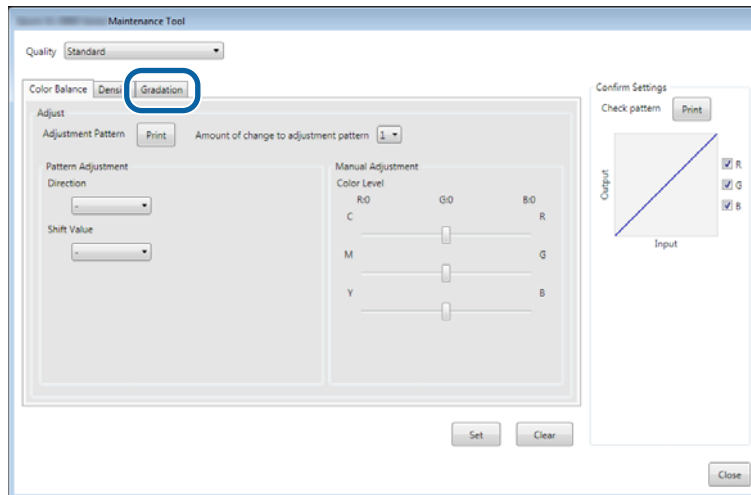 Maintenance Tool
Quality Standard
Color Balance Gradation
Adjust
Adjustment Pattern Print Amount of change to adjustment pattern 1
Pattern Adjustment
Direction
-
Shift Value
-
Manual Adjustment
Color Level
R:0 G:0 B:0
C R
M G
Y B
Set Clear
Confirm Settings
Check pattern Print
Output
Input
R
G
B
Close